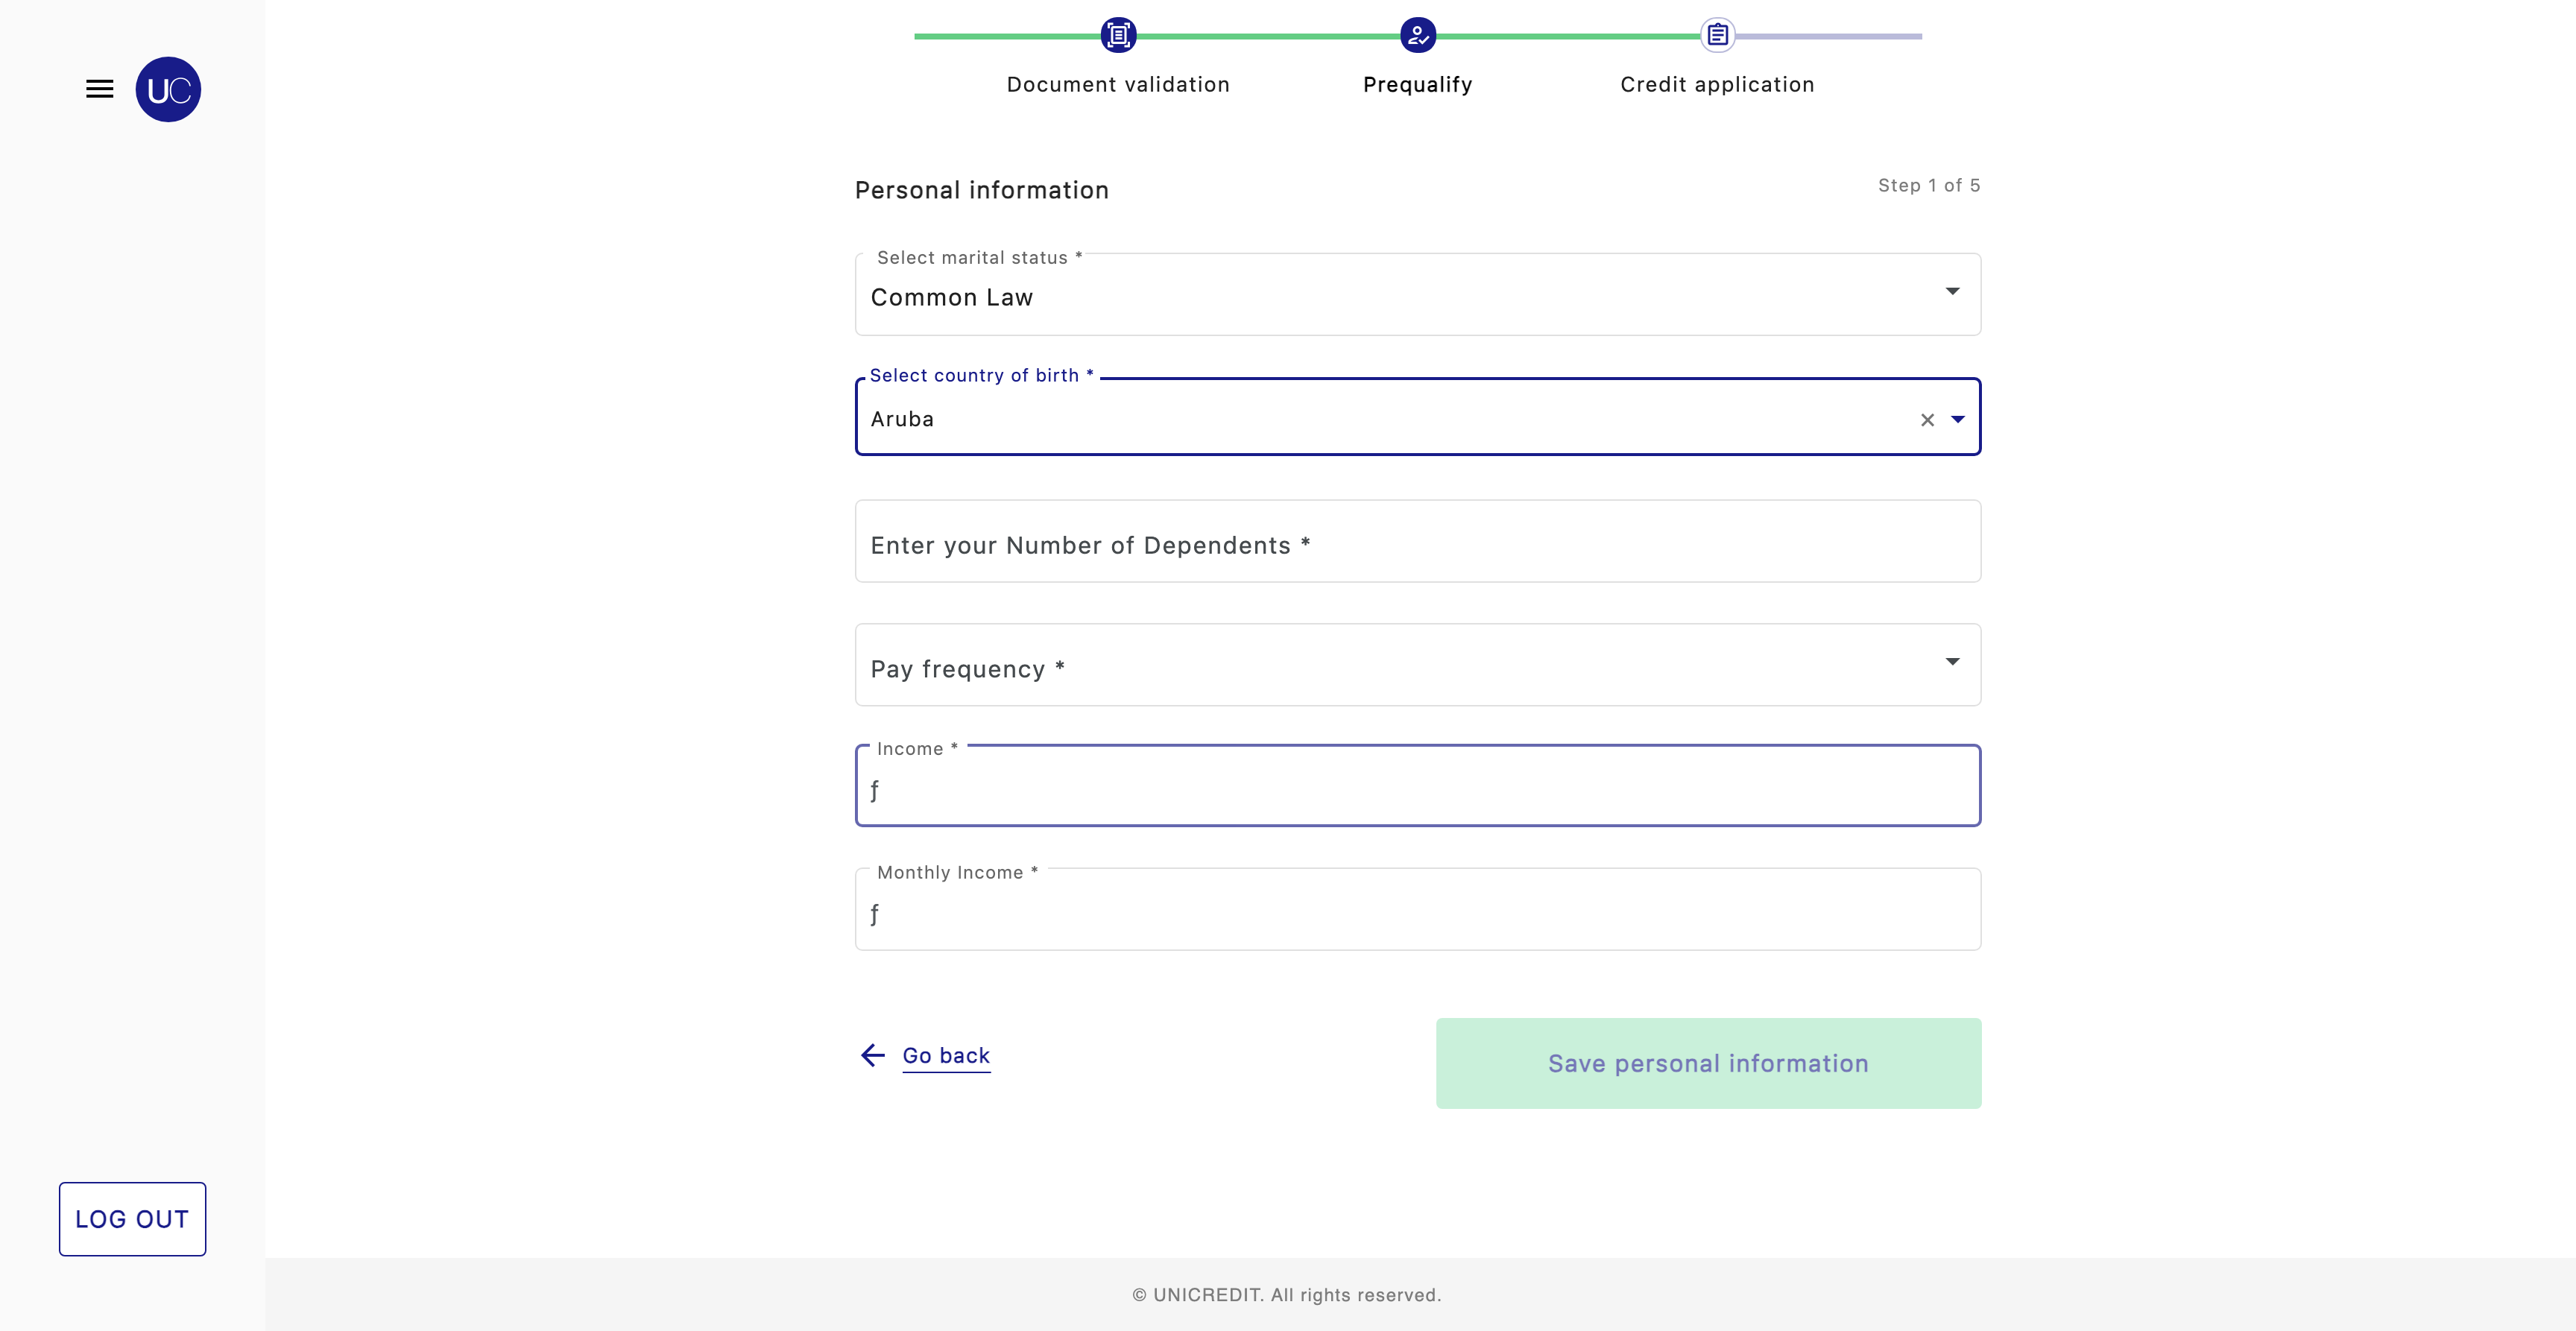 UC
Document validation
Prequalify
Credit application
Personal information
Step 1 of 5
Select marital status *
Common Law
Select country of birth *
Aruba
Enter your Number of Dependents *
Pay frequency *
Income *
ƒ
Monthly Income *
ƒ
Go back
Save personal information
LOG OUT
© UNICREDIT. All rights reserved.